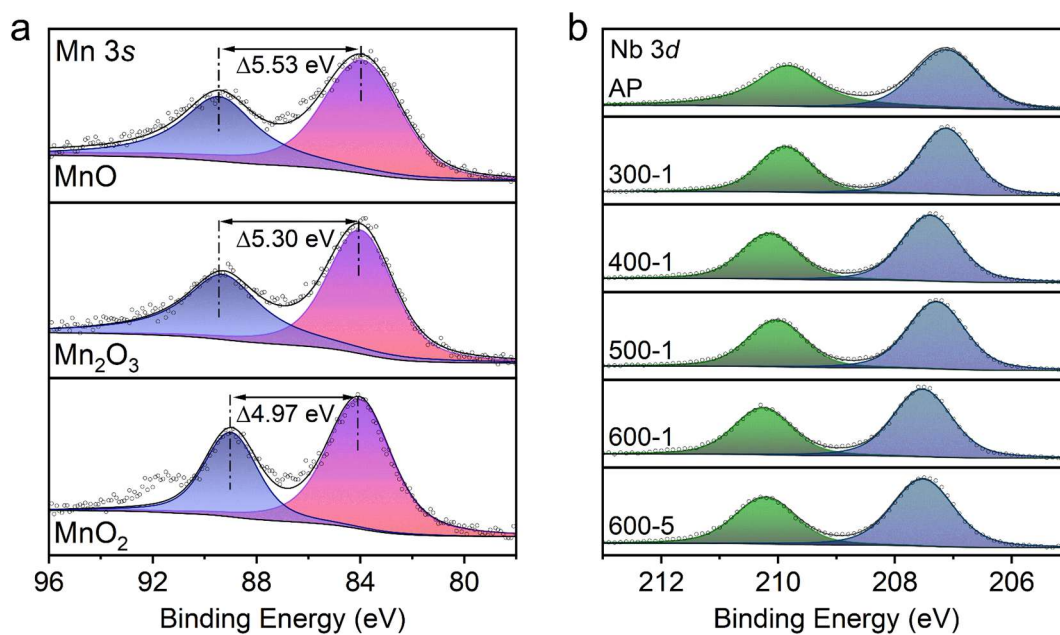 a
Mn 3s
Δ5.53 eV
MnO
Δ5.30 eV
Mn₂O₃
Δ4.97 eV
MnO₂
96 92 88 84 80
Binding Energy (eV)
b
Nb 3d
AP
300-1
400-1
500-1
600-1
600-5
212 210 207 205
Binding Energy (eV)